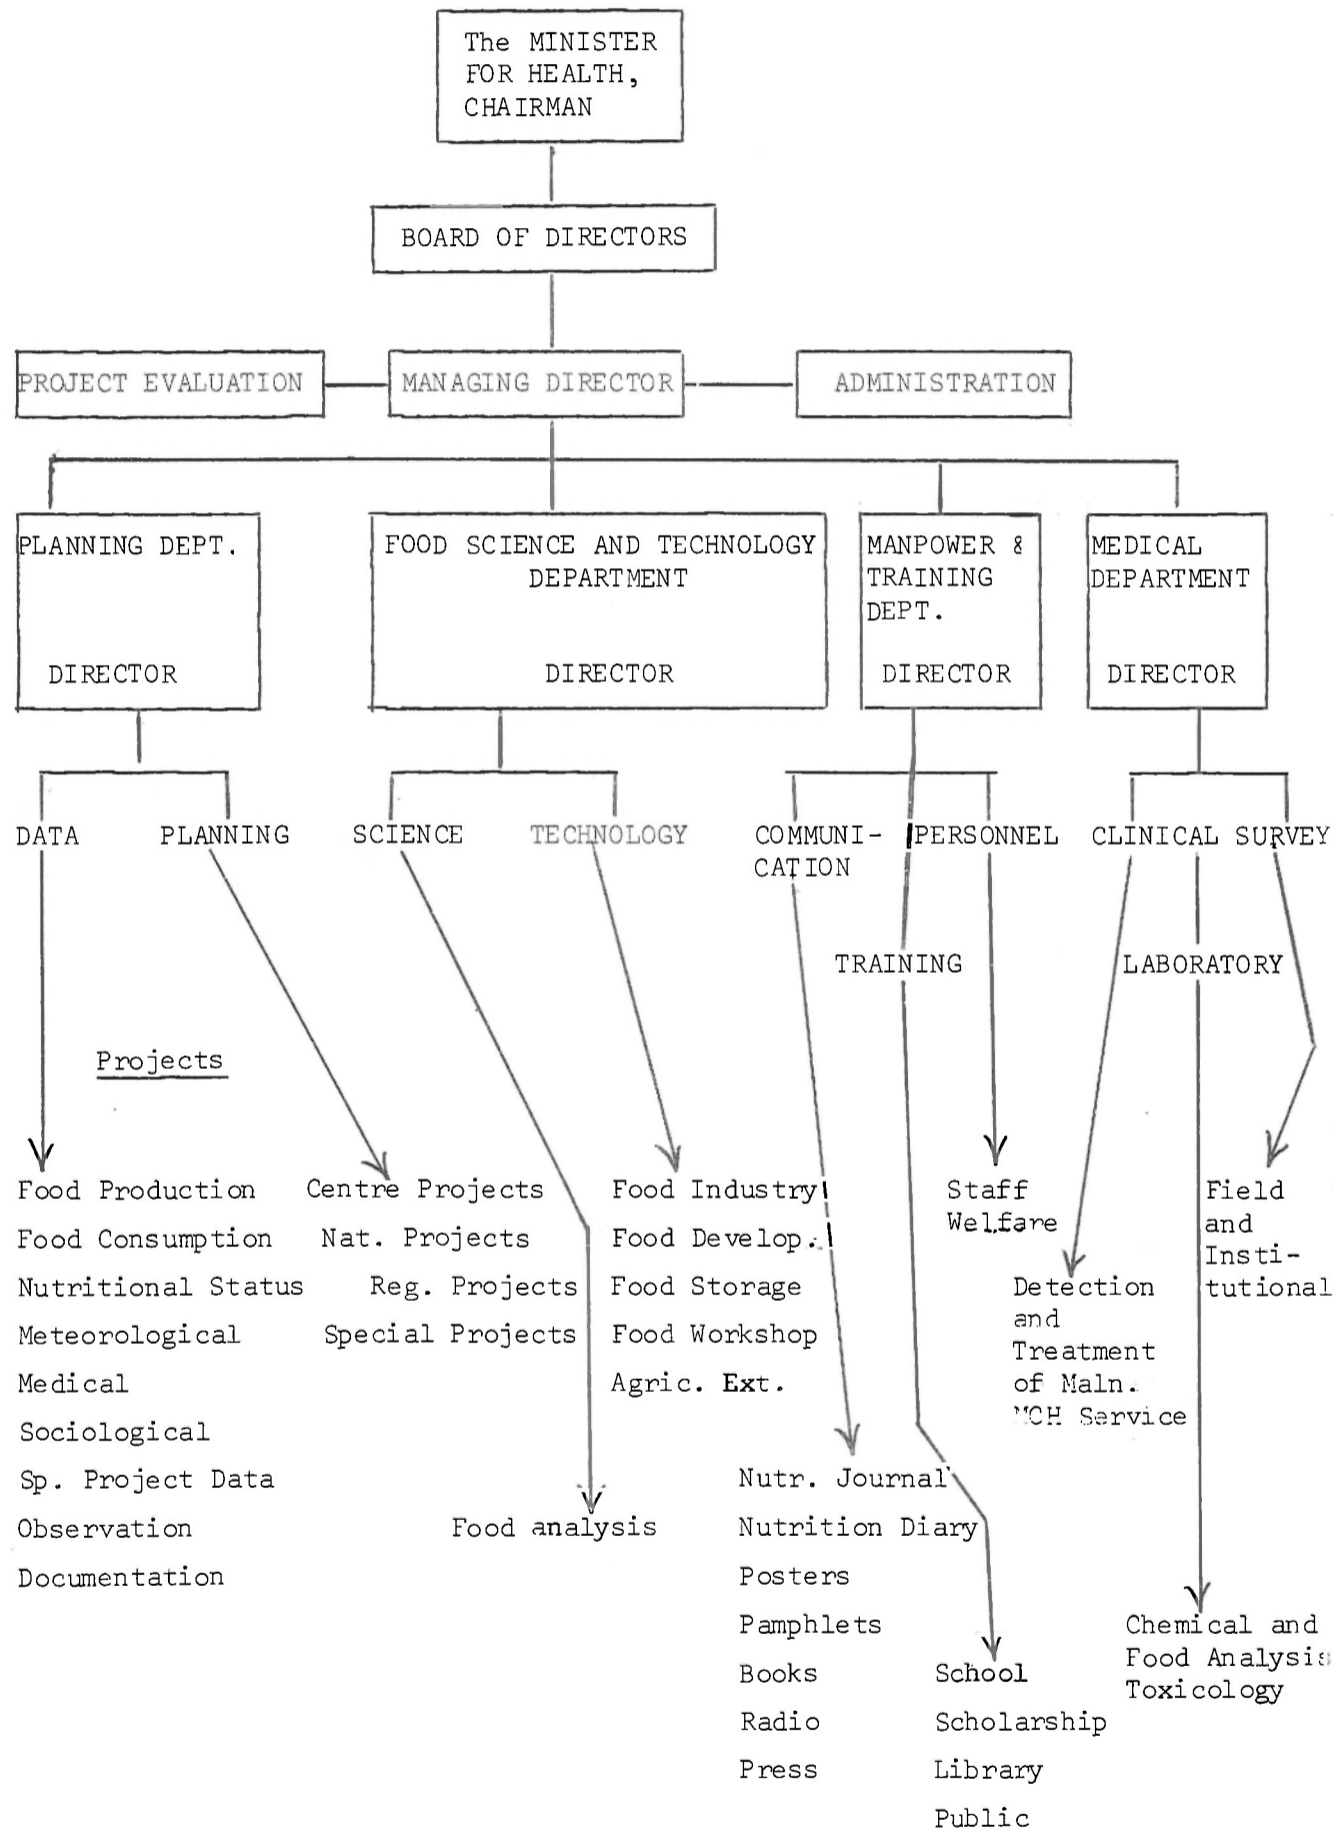 The MINISTER
FOR HEALTH,
CHAIRMAN
BOARD OF DIRECTORS
PROJECT EVALUATION
MANAGING DIRECTOR
ADMINISTRATION
PLANNING DEPT.
DIRECTOR
FOOD SCIENCE AND TECHNOLOGY
DEPARTMENT
DIRECTOR
MANPOWER &
TRAINING
DEPT.
DIRECTOR
MEDICAL
DEPARTMENT
DIRECTOR
DATA
PLANNING
SCIENCE
TECHNOLOGY
COMMUNI-
CATION
PERSONNEL
CLINICAL
SURVEY
TRAINING
LABORATORY
Projects
Food Production
Food Consumption
Nutritional Status
Meteorological
Medical
Sociological
Sp. Project Data
Observation
Documentation
Centre Projects
Nat. Projects
Reg. Projects
Special Projects
Food analysis
Food Industry
Food Develop.
Food Storage
Food Workshop
Agric. Ext.
Nutr. Journal
Nutrition Diary
Posters
Pamphlets
Books
Radio
Press
School
Scholarship
Library
Public
Staff
Welfare
Detection
and
Treatment
of Maln.
MCH Service
Field
and
Insti-
tutional
Chemical and
Food Analysis
Toxicology